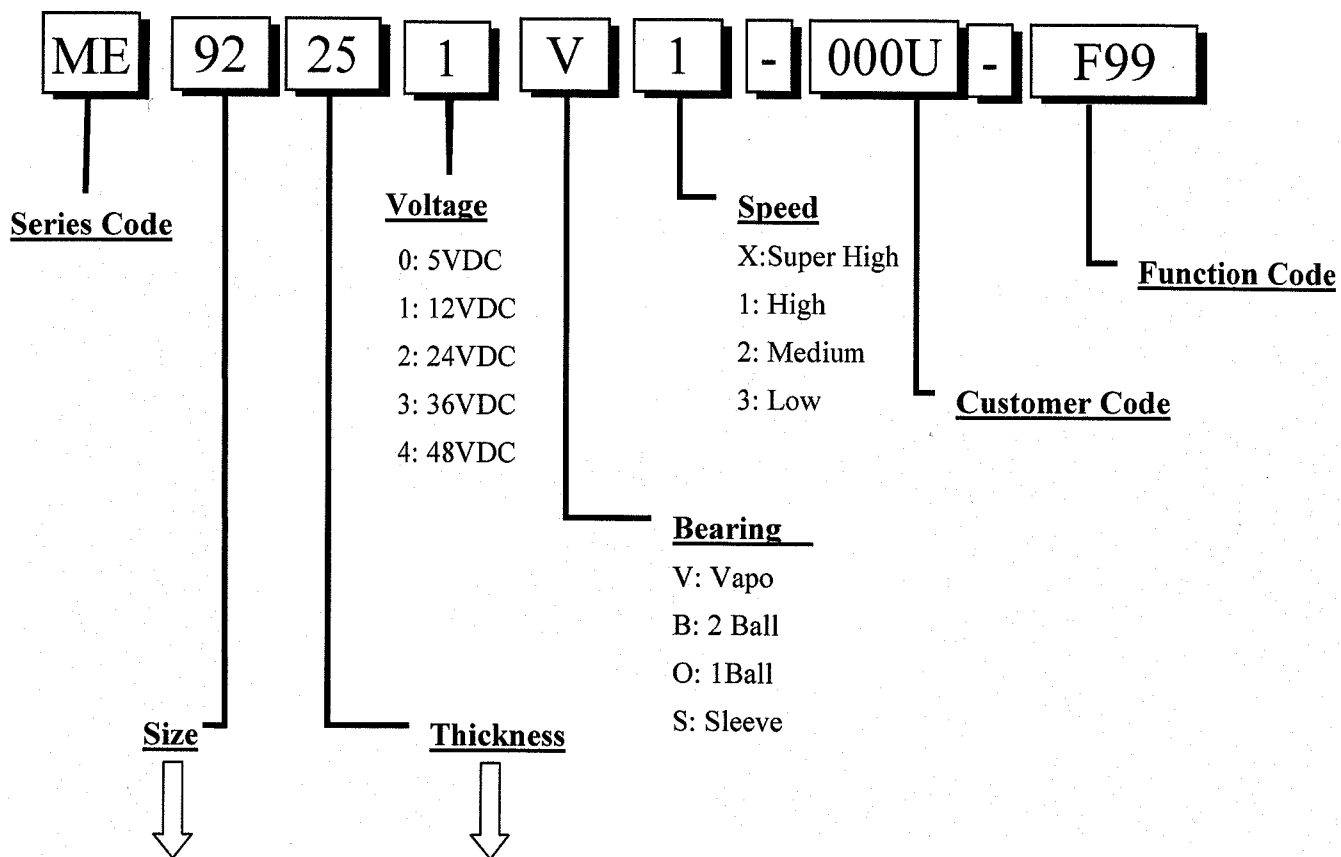 ME 92 25 1 V 1 - 000U - F99
Series Code
Voltage
0: 5VDC
1: 12VDC
2: 24VDC
3: 36VDC
4: 48VDC
Speed
X:Super High
1: High
2: Medium
3: Low
Function Code
Customer Code
Bearing
V: Vapo
B: 2 Ball
O: 1Ball
S: Sleeve
Size
Thickness